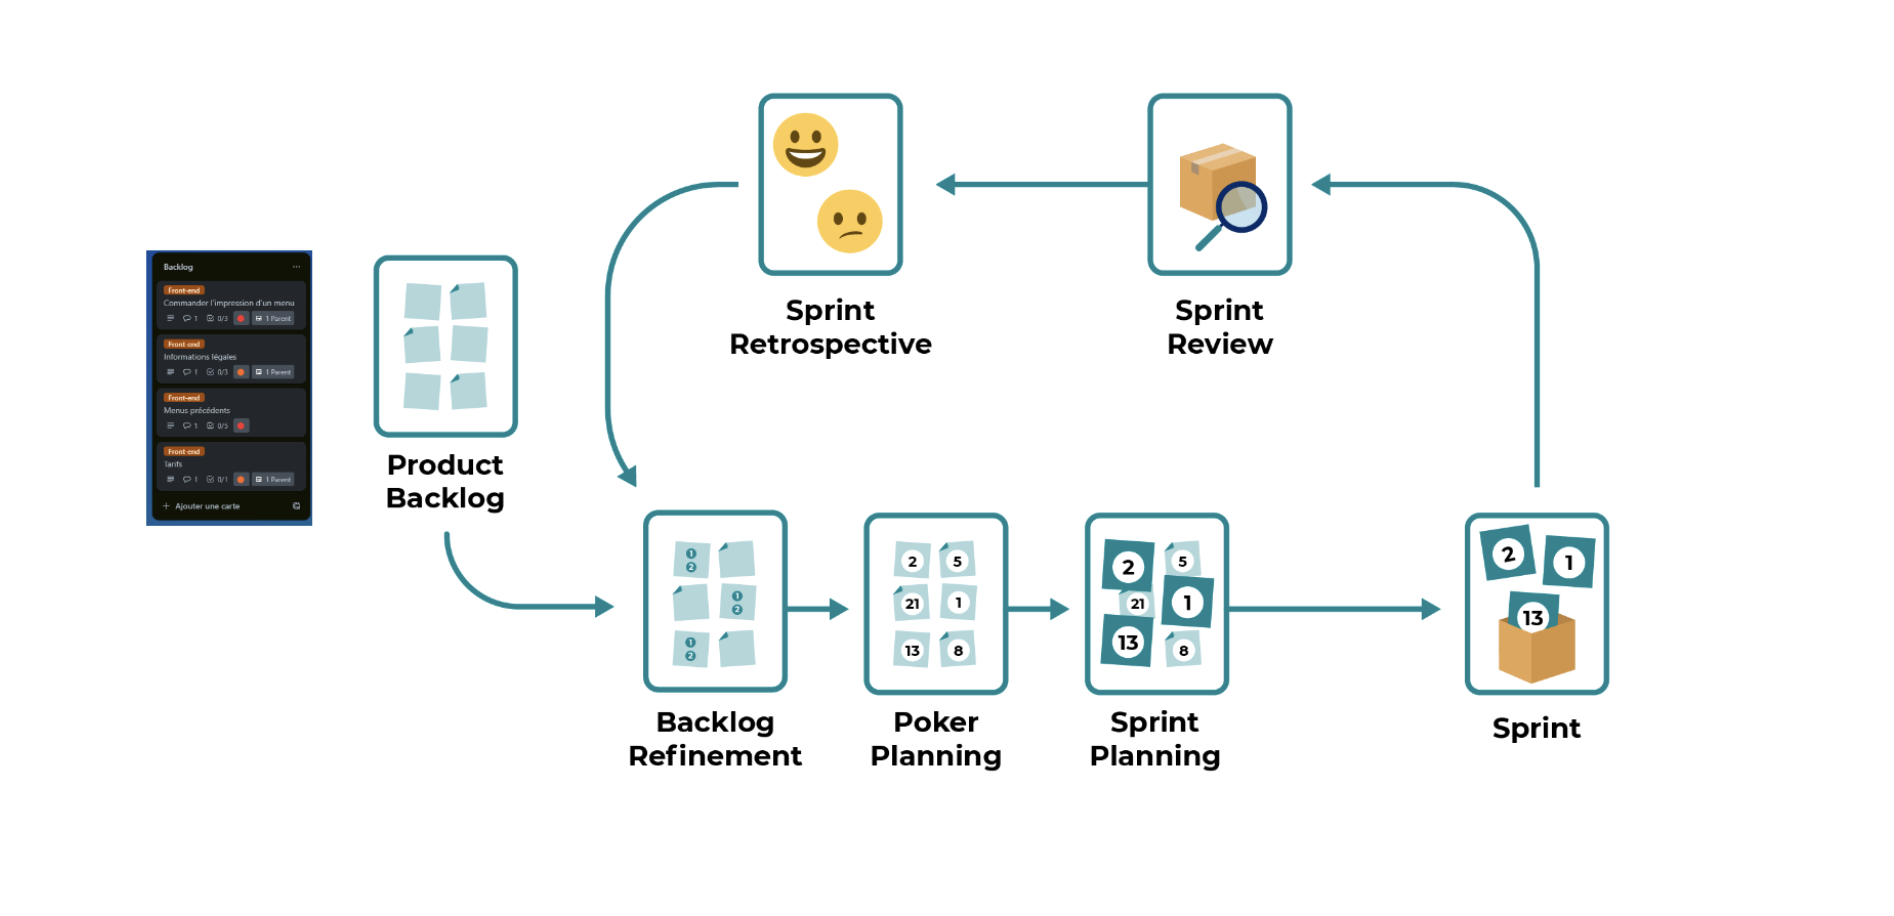 Backlog
Front-end
Commander l'impression d'un menu
1 0/3 1 Parent
Front-end
Informations légales
1 0/3 1 Parent
Front-end
Menus précédents
1 0/5
Front-end
Tarifs
1 0/1 1 Parent
+ Ajouter une carte
Product
Backlog
Sprint
Retrospective
Sprint
Review
1
2
1
2
1
2
Backlog
Refinement
2 5
21 1
13 8
Poker
Planning
2 5
21 1
13 8
Sprint
Planning
2 1
13
Sprint